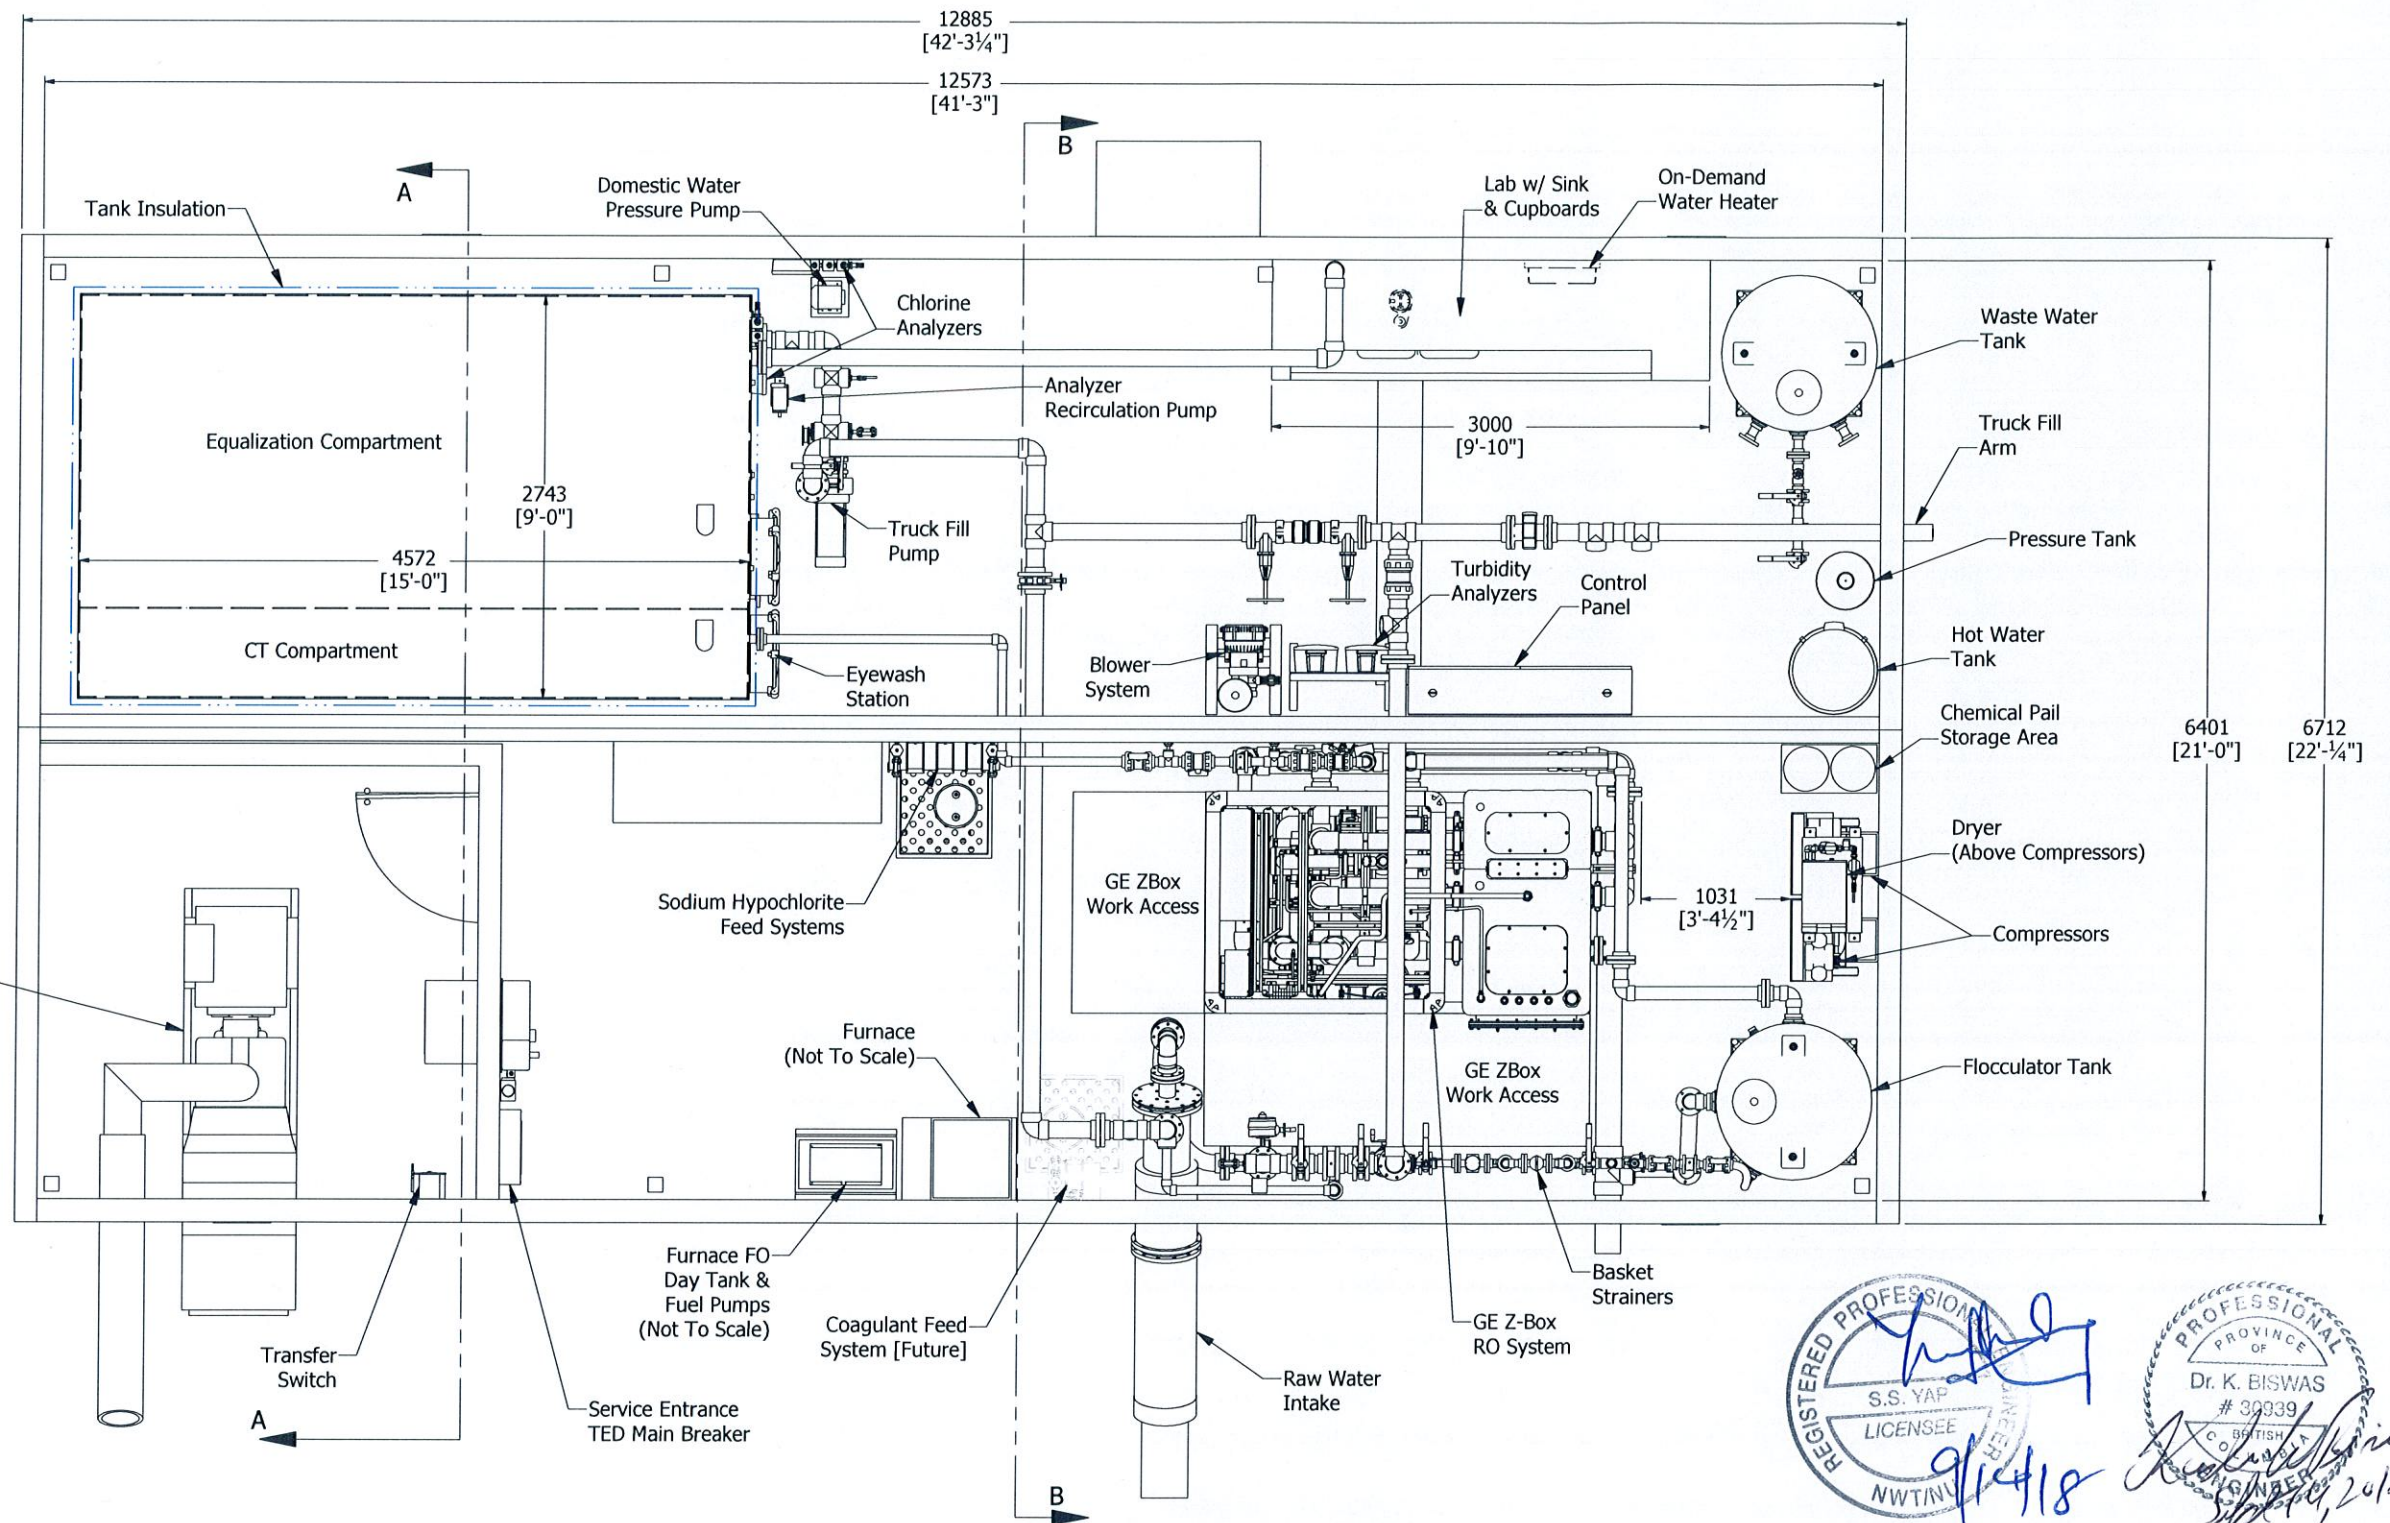 12885
[42'-3¼"]
12573
[41'-3"]
B
A
Domestic Water
Pressure Pump
Lab w/ Sink
& Cupboards
On-Demand
Water Heater
Tank Insulation
Chlorine
Analyzers
Waste Water
Tank
Analyzer
Recirculation Pump
Equalization Compartment
3000
[9'-10"]
Truck Fill
Arm
2743
[9'-0"]
Truck Fill
Pump
Pressure Tank
4572
[15'-0"]
Turbidity
Analyzers
Control
Panel
CT Compartment
Eyewash
Station
Blower
System
Hot Water
Tank
Chemical Pail
Storage Area
6401
[21'-0"]
6712
[22'-¼"]
Dryer
(Above Compressors)
GE ZBox
Work Access
Sodium Hypochlorite
Feed Systems
1031
[3'-4½"]
Compressors
Furnace
(Not To Scale)
GE ZBox
Work Access
Flocculator Tank
Furnace FO
Day Tank &
Fuel Pumps
(Not To Scale)
Coagulant Feed
System [Future]
Basket
Strainers
GE Z-Box
RO System
Transfer
Switch
Raw Water
Intake
Service Entrance
TED Main Breaker
A
B
REGISTERED PROFESSIONAL ENGINEER
S.S. YAP
LICENSEE
NWT/NU
9/14/18
PROFESSIONAL
PROVINCE
OF
Dr. K. BISWAS
# 30939
BRITISH
COLUMBIA
ENGINEER